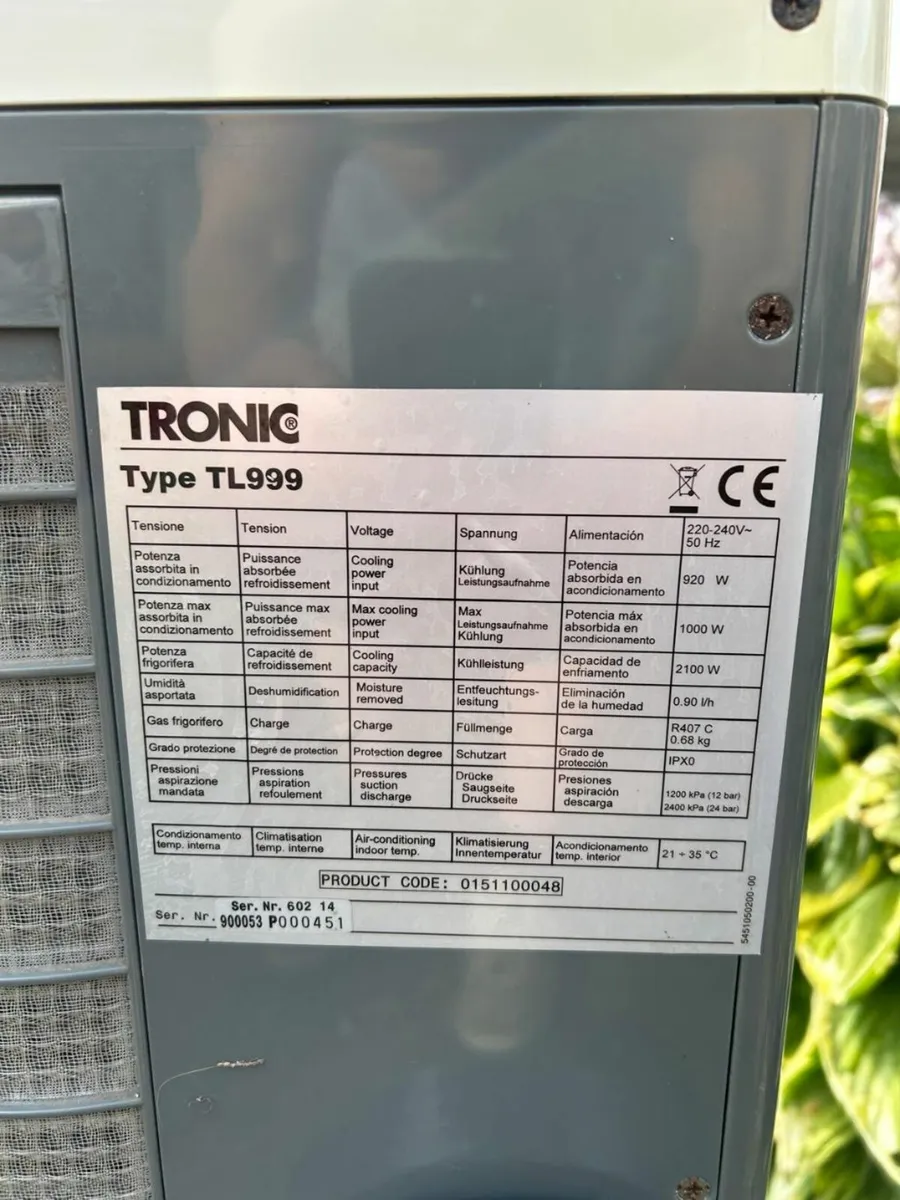 TRONIC®
Type TL999
CE
Tensione Tension Voltage Spannung Alimentación 220-240V~
50 Hz
Potenza
assorbita in
condizionamento
Puissance
absorbée
refroidissement
Cooling
power
input
Kühlung
Leistungsaufnahme
Potencia
absorbida en
acondicionamento
920 W
Potenza max
assorbita in
condizionamento
Puissance max
absorbée
refroidissement
Max cooling
power
input
Max
Leistungsaufnahme
Kühlung
Potencia máx
absorbida en
acondicionamento
1000 W
Potenza
frigorifera
Capacité de
refroidissement
Cooling
capacity
Kühlleistung
Capacidad de
enfriamento
2100 W
Umidità
asportata
Deshumidification
Moisture
removed
Entfeuchtungs-
lesitung
Eliminación
de la humedad
0.90 l/h
Gas frigorifero
Charge
Charge
Füllmenge
Carga
R407 C
0.68 kg
Grado protezione
Degré de protection
Protection degree
Schutzart
Grado de
protección
IPX0
Pressioni
aspirazione
mandata
Pressions
aspiration
refoulement
Pressures
suction
discharge
Drücke
Saugseite
Druckseite
Presiones
aspiración
descarga
1200 kPa (12 bar)
2400 kPa (24 bar)
Condizionamento
temp. interna
Climatisation
temp. interne
Air-conditioning
indoor temp.
Klimatisierung
Innentemperatur
Acondicionamento
temp. interior
21 ÷ 35 °C
PRODUCT CODE: 0151100048
Ser. Nr. 602 14
Ser. Nr. 900053 P000451
5451050200-00